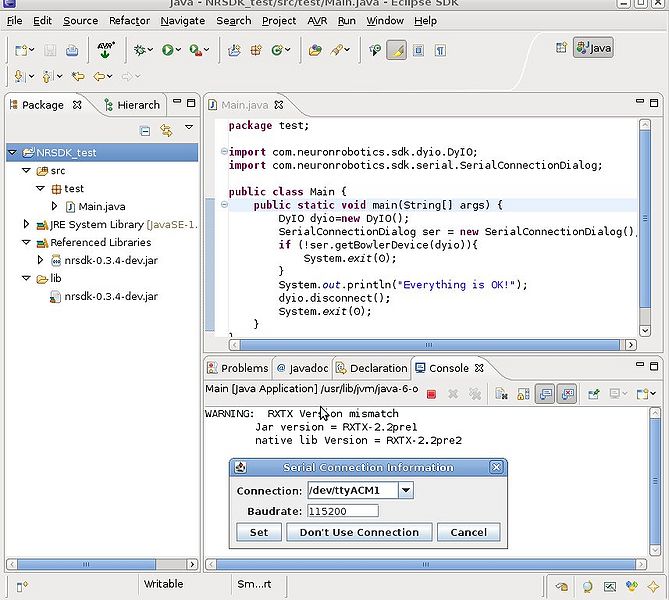 Java - NRSDK_test/src/test/Main.java - Eclipse SDK
File Edit Source Refactor Navigate Search Project AVR Run Window Help
AVR
Java
Package Hierarch
NRSDK_test
src
test
Main.java
JRE System Library [JavaSE-1.
Referenced Libraries
nrsdk-0.3.4-dev.jar
lib
nrsdk-0.3.4-dev.jar
Main.java
package test;
import com.neuronrobotics.sdk.dyio.DyIO;
import com.neuronrobotics.sdk.serial.SerialConnectionDialog;
public class Main {
public static void main(String[] args) {
DyIO dyio=new DyIO();
SerialConnectionDialog ser = new SerialConnectionDialog(),
if (!ser.getBowlerDevice(dyio)){
System.exit(0);
}
System.out.println("Everything is OK!");
dyio.disconnect();
System.exit(0);
}
}
Problems @ Javadoc Declaration Console
Main [Java Application] /usr/lib/jvm/java-6-o
WARNING: RXTX Version mismatch
Jar version = RXTX-2.2pre1
native lib Version = RXTX-2.2pre2
Serial Connection Information
Connection: /dev/ttyACM1
Baudrate: 115200
Set Don't Use Connection Cancel
Writable Sm...rt